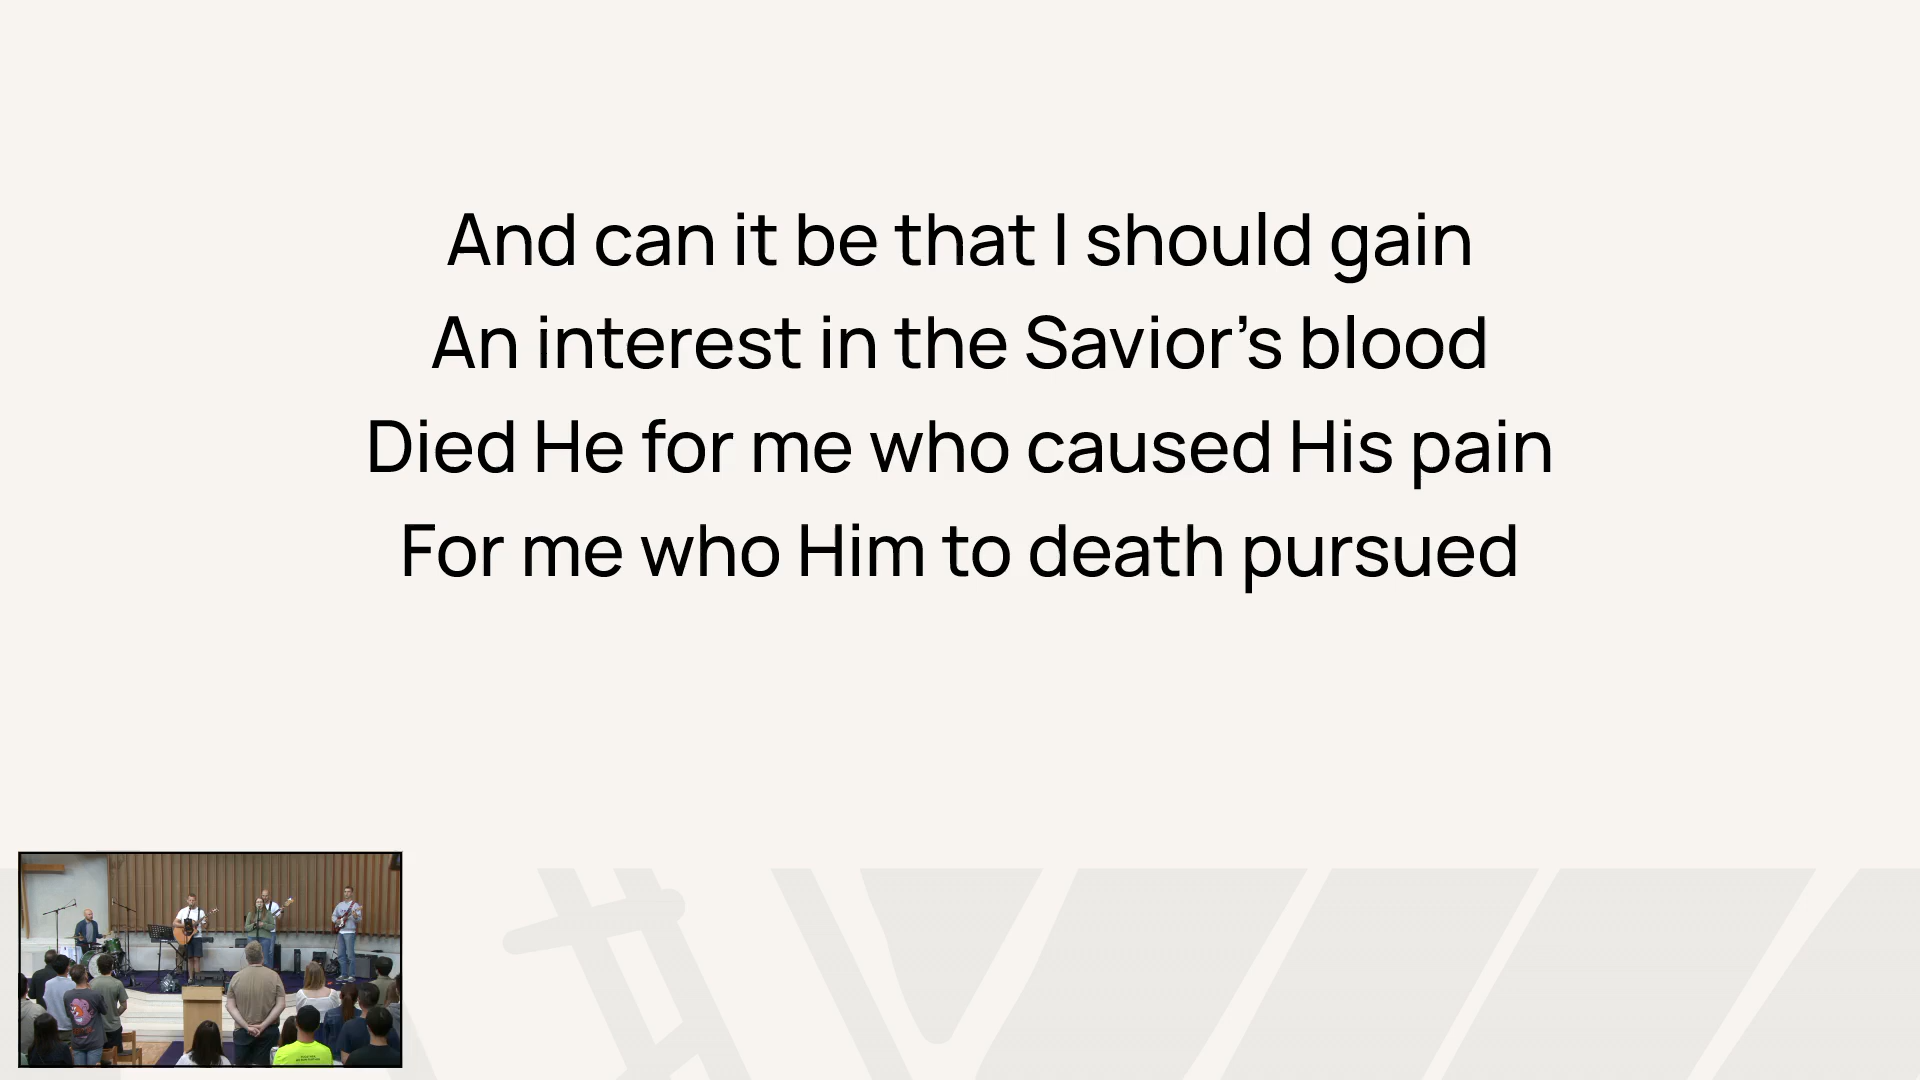 And can it be that I should gain
An interest in the Savior’s blood
Died He for me who caused His pain
For me who Him to death pursued